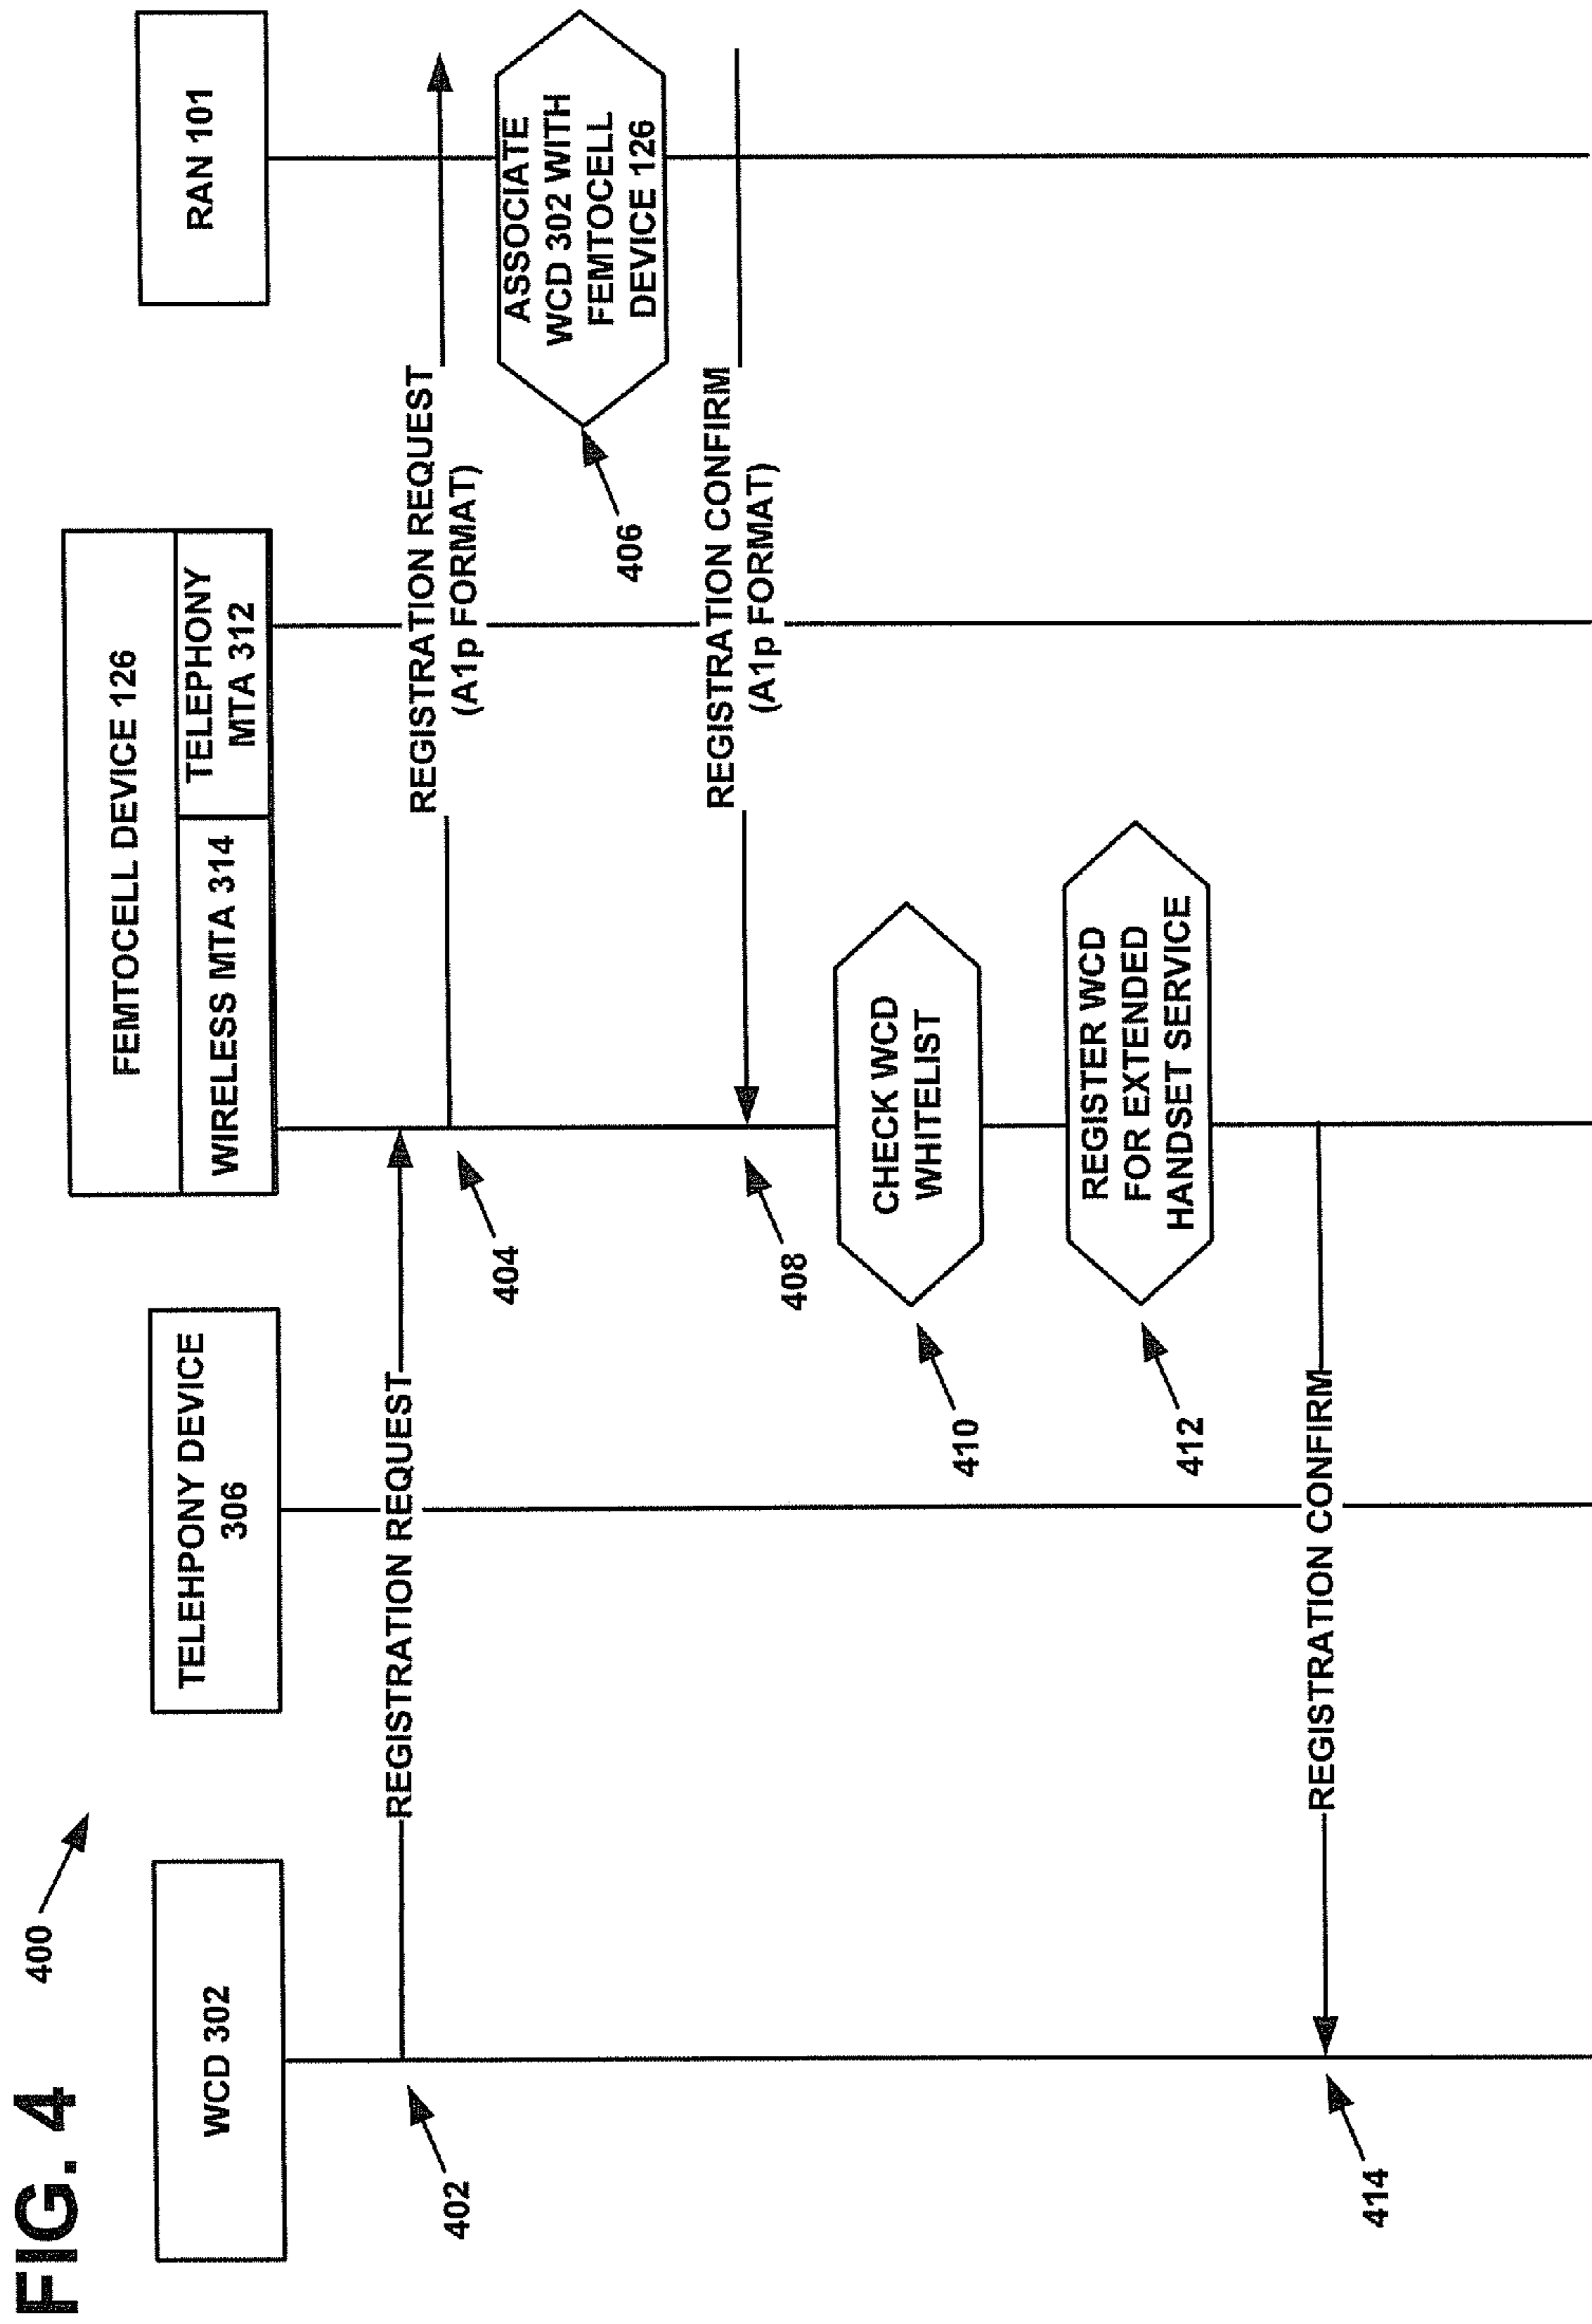 FIG. 4
400
WCD 302
TELEHPONY DEVICE
306
FEMTOCELL DEVICE 126
WIRELESS MTA 314
TELEPHONY
MTA 312
RAN 101
REGISTRATION REQUEST
402
REGISTRATION REQUEST
(A1p FORMAT)
404
ASSOCIATE
WCD 302 WITH
FEMTOCELL
DEVICE 126
406
REGISTRATION CONFIRM
(A1p FORMAT)
408
CHECK WCD
WHITELIST
410
REGISTER WCD
FOR EXTENDED
HANDSET SERVICE
412
REGISTRATION CONFIRM
414